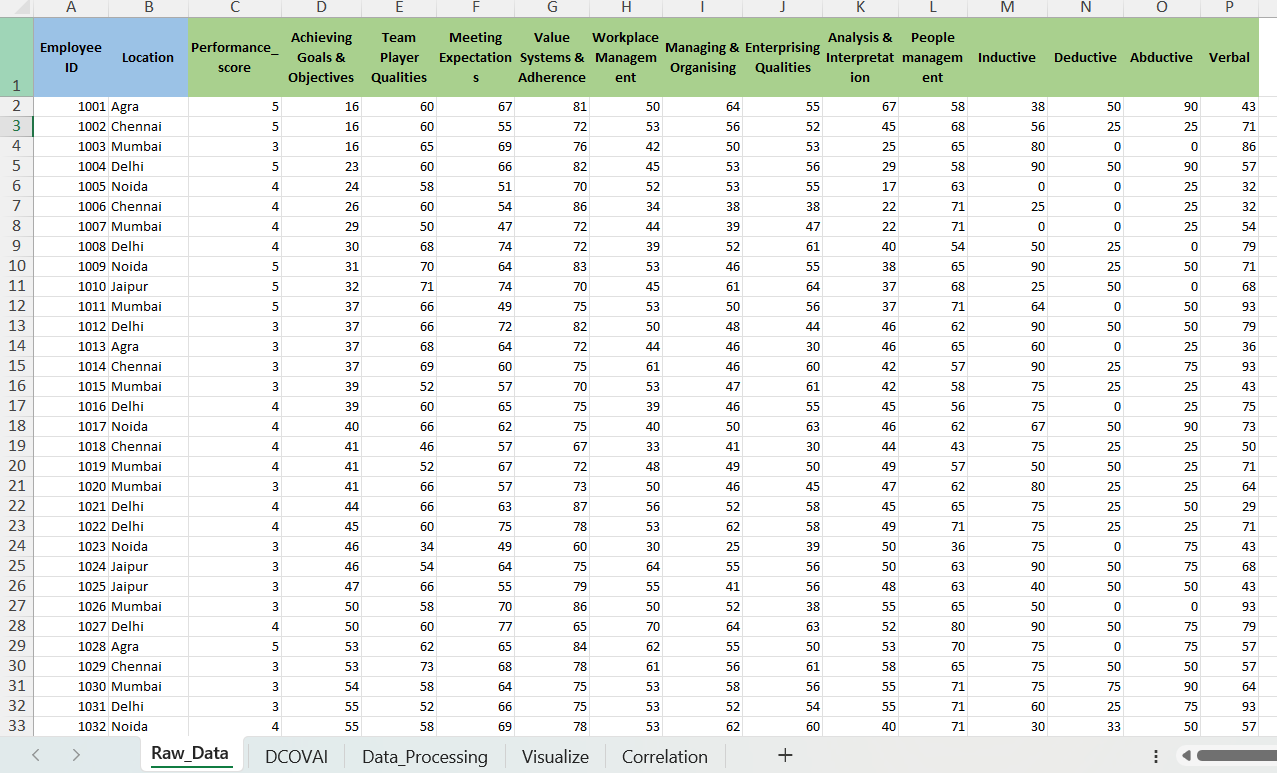 A B C D E F G H I J K L M N O P
1 Employee ID Location Performance_ score Achieving Goals & Objectives Team Player Qualities Meeting Expectation s Value Systems & Adherence Workplace Managem ent Managing & Organising Enterprising Qualities Analysis & Interpretat ion People managem ent Inductive Deductive Abductive Verbal
2 1001 Agra 5 16 60 67 81 50 64 55 67 58 38 50 90 43
3 1002 Chennai 5 16 60 55 72 53 56 52 45 68 56 25 25 71
4 1003 Mumbai 3 16 65 69 76 42 50 53 25 65 80 0 0 86
5 1004 Delhi 5 23 60 66 82 45 53 56 29 58 90 50 90 57
6 1005 Noida 4 24 58 51 70 52 53 55 17 63 0 0 25 32
7 1006 Chennai 4 26 60 54 86 34 38 38 22 71 25 0 25 32
8 1007 Mumbai 4 29 50 47 72 44 39 47 22 71 0 0 25 54
9 1008 Delhi 4 30 68 74 72 39 52 61 40 54 50 25 0 79
10 1009 Noida 5 31 70 64 83 53 46 55 38 65 90 25 50 71
11 1010 Jaipur 5 32 71 74 70 45 61 64 37 68 25 50 0 68
12 1011 Mumbai 5 37 66 49 75 53 50 56 37 71 64 0 50 93
13 1012 Delhi 3 37 66 72 82 50 48 44 46 62 90 50 50 79
14 1013 Agra 3 37 68 64 72 44 46 30 46 65 60 0 25 36
15 1014 Chennai 3 37 69 60 75 61 46 60 42 57 90 25 75 93
16 1015 Mumbai 3 39 52 57 70 53 47 61 42 58 75 25 25 43
17 1016 Delhi 4 39 60 65 75 39 46 55 45 56 75 0 25 75
18 1017 Noida 4 40 66 62 75 40 50 63 46 62 67 50 90 73
19 1018 Chennai 4 41 46 57 67 33 41 30 44 43 75 25 25 50
20 1019 Mumbai 4 41 52 67 72 48 49 50 49 57 50 50 25 71
21 1020 Mumbai 3 41 66 57 73 50 46 45 47 62 80 25 25 64
22 1021 Delhi 4 44 66 63 87 56 52 58 45 65 75 25 50 29
23 1022 Delhi 4 45 60 75 78 53 62 58 49 71 75 25 25 71
24 1023 Noida 3 46 34 49 60 30 25 39 50 36 75 0 75 43
25 1024 Jaipur 3 46 54 64 75 64 55 56 50 63 90 50 75 68
26 1025 Jaipur 3 47 66 55 79 55 41 56 48 63 40 50 50 43
27 1026 Mumbai 3 50 58 70 86 50 52 38 55 65 50 0 0 93
28 1027 Delhi 4 50 60 77 65 70 64 63 52 80 90 50 75 79
29 1028 Agra 5 53 62 65 84 62 55 50 53 70 75 0 75 57
30 1029 Chennai 3 53 73 68 78 61 56 61 58 65 75 50 50 57
31 1030 Mumbai 3 54 58 64 75 53 58 56 55 71 75 75 90 64
32 1031 Delhi 3 55 52 66 75 53 52 54 55 71 60 25 75 93
33 1032 Noida 4 55 58 69 78 53 62 60 40 71 30 33 50 57
Raw_Data DCOVAI Data_Processing Visualize Correlation